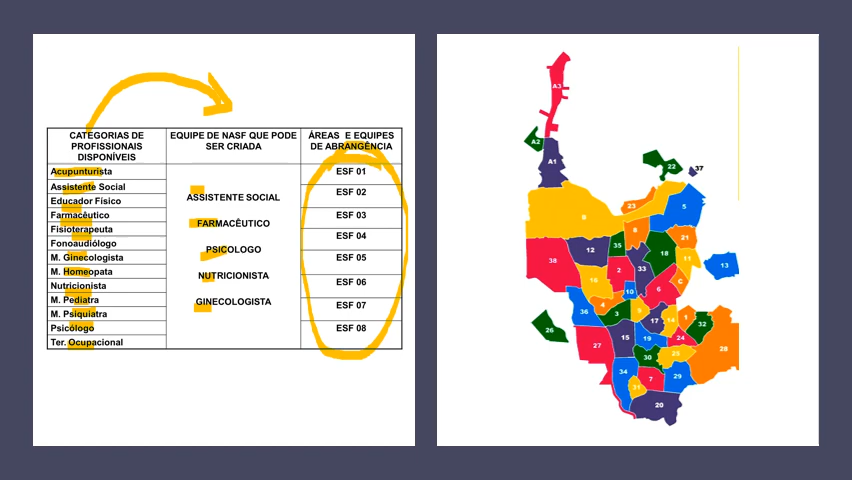 CATEGORIAS DE
PROFISSIONAIS
DISPONÍVEIS
EQUIPE DE NASF QUE PODE
SER CRIADA
ÁREAS E EQUIPES
DE ABRANGÊNCIA
Acupunturista
Assistente Social
Educador Físico
Farmacêutico
Fisioterapeuta
Fonoaudiólogo
M. Ginecologista
M. Homeopata
Nutricionista
M. Pediatra
M. Psiquiatra
Psicólogo
Ter. Ocupacional
ASSISTENTE SOCIAL
FARMACÊUTICO
PSICOLOGO
NUTRICIONISTA
GINECOLOGISTA
ESF 01
ESF 02
ESF 03
ESF 04
ESF 05
ESF 06
ESF 07
ESF 08
A3
A2
A1
22
37
23
5
8
21
12
35
18
11
13
38
2
33
16
10
6
C
36
4
3
9
17
14
1
32
26
27
15
19
24
28
30
25
34
7
29
31
20